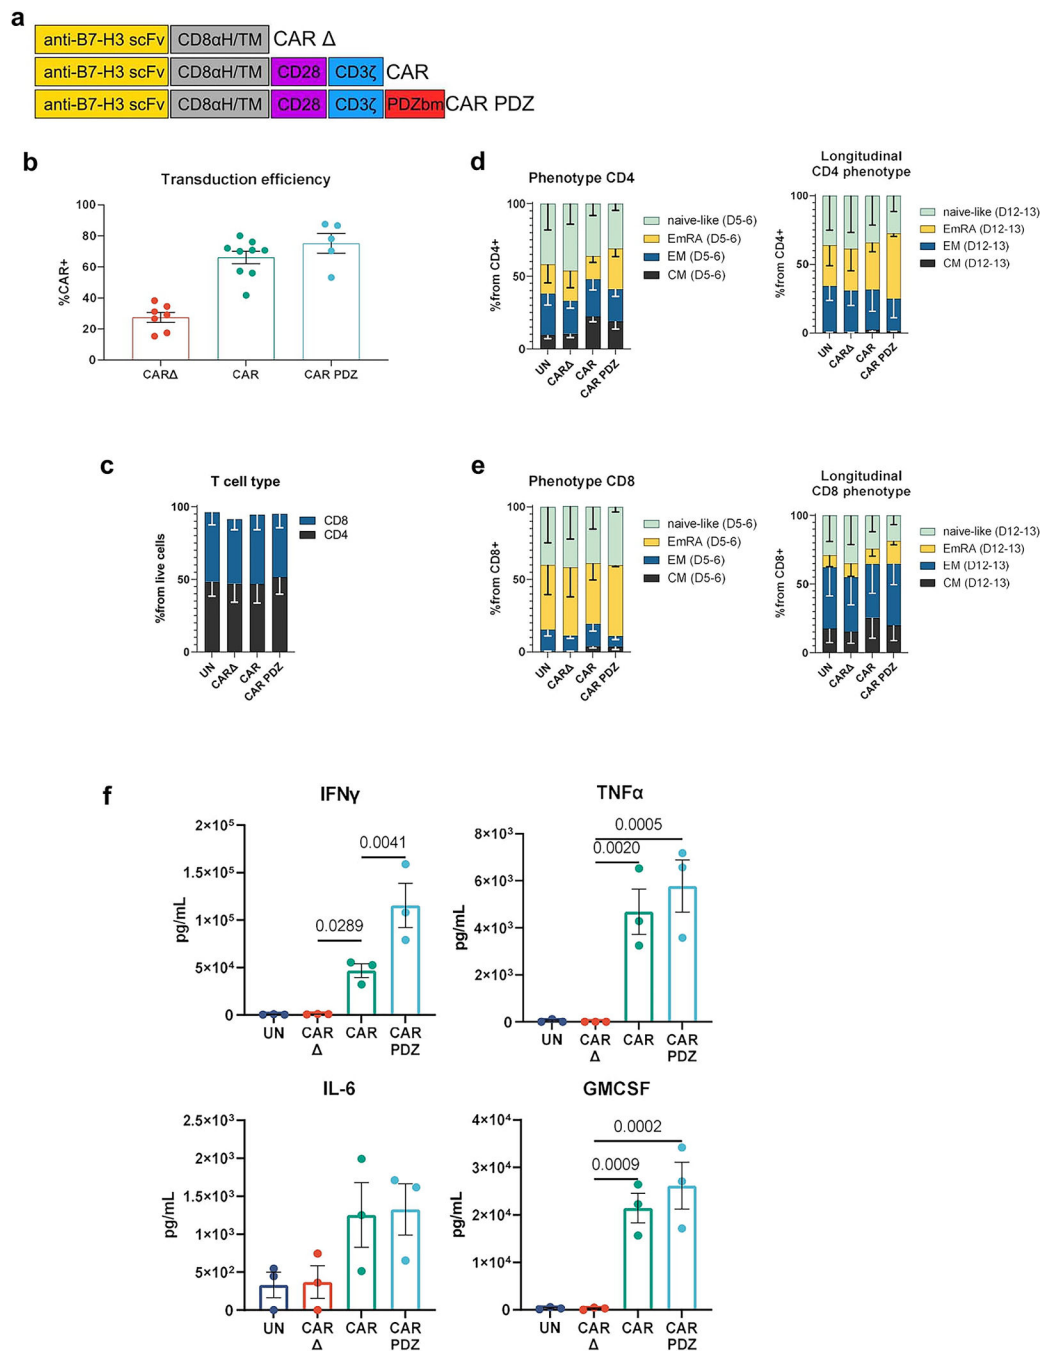 a
anti-B7-H3 scFv CD8αH/TM CAR Δ
anti-B7-H3 scFv CD8αH/TM CD28 CD3ζ CAR
anti-B7-H3 scFv CD8αH/TM CD28 CD3ζ PDZbm CAR PDZ
b
Transduction efficiency
%CAR+
100
80
60
40
20
0
CARΔ CAR CAR PDZ
c
T cell type
%from live cells
100
50
0
UN CARΔ CAR CAR PDZ
CD8
CD4
d
Phenotype CD4
%from CD4+
100
50
0
UN CARΔ CAR CAR PDZ
naive-like (D5-6)
EmRA (D5-6)
EM (D5-6)
CM (D5-6)
Longitudinal
CD4 phenotype
%from CD4+
100
50
0
UN CARΔ CAR CAR PDZ
naive-like (D12-13)
EmRA (D12-13)
EM (D12-13)
CM (D12-13)
e
Phenotype CD8
%from CD8+
100
50
0
UN CARΔ CAR CAR PDZ
naive-like (D5-6)
EmRA (D5-6)
EM (D5-6)
CM (D5-6)
Longitudinal
CD8 phenotype
%from CD8+
100
50
0
UN CARΔ CAR CAR PDZ
naive-like (D12-13)
EmRA (D12-13)
EM (D12-13)
CM (D12-13)
f
IFNγ
pg/mL
2×10⁵
1.5×10⁵
1×10⁵
5×10⁴
0
0.0041
0.0289
UN CAR CAR CAR
Δ PDZ
TNFα
pg/mL
8×10³
6×10³
4×10³
2×10³
0
0.0005
0.0020
UN CAR CAR CAR
Δ PDZ
IL-6
pg/mL
2.5×10³
2×10³
1.5×10³
1×10³
5×10²
0
UN CAR CAR CAR
Δ PDZ
GMCSF
pg/mL
4×10⁴
3×10⁴
2×10⁴
1×10⁴
0
0.0002
0.0009
UN CAR CAR CAR
Δ PDZ